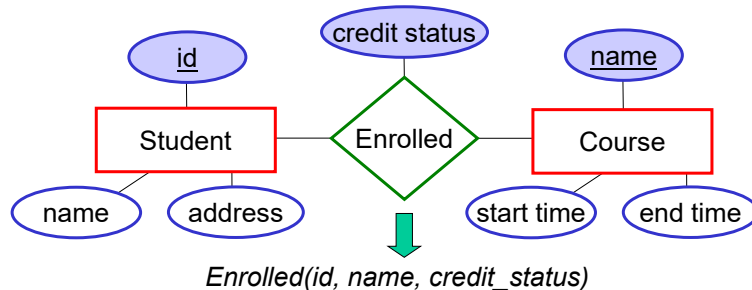 credit status
id
name
Student
Enrolled
Course
name
address
start time
end time
Enrolled(id, name, credit_status)